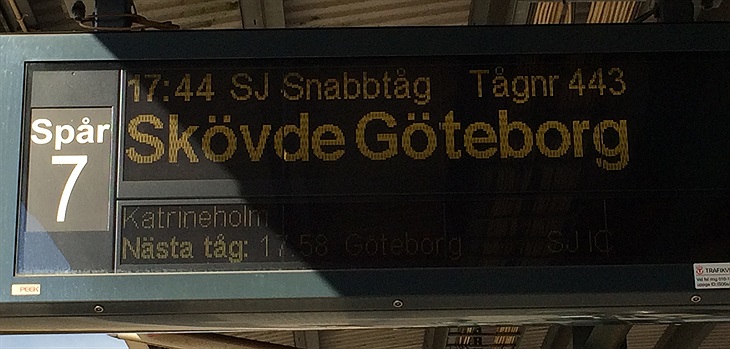 17:44 SJ Snabbtåg Tågnr 443
Spår 7
Skövde Göteborg
Katrineholm
Nästa tåg: 17:58 Göteborg SJ IC